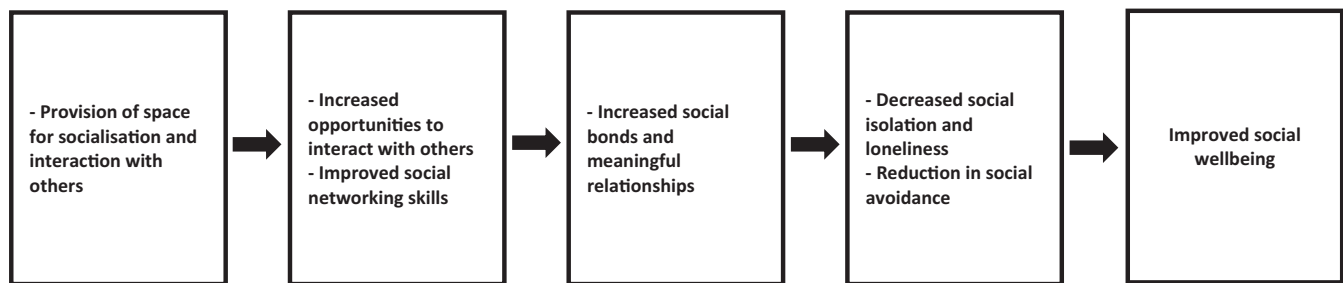 - Provision of space
for socialisation and
interaction with
others
- Increased
opportunities to
interact with others
- Improved social
networking skills
- Increased social
bonds and
meaningful
relationships
- Decreased social
isolation and
loneliness
- Reduction in social
avoidance
Improved social
wellbeing